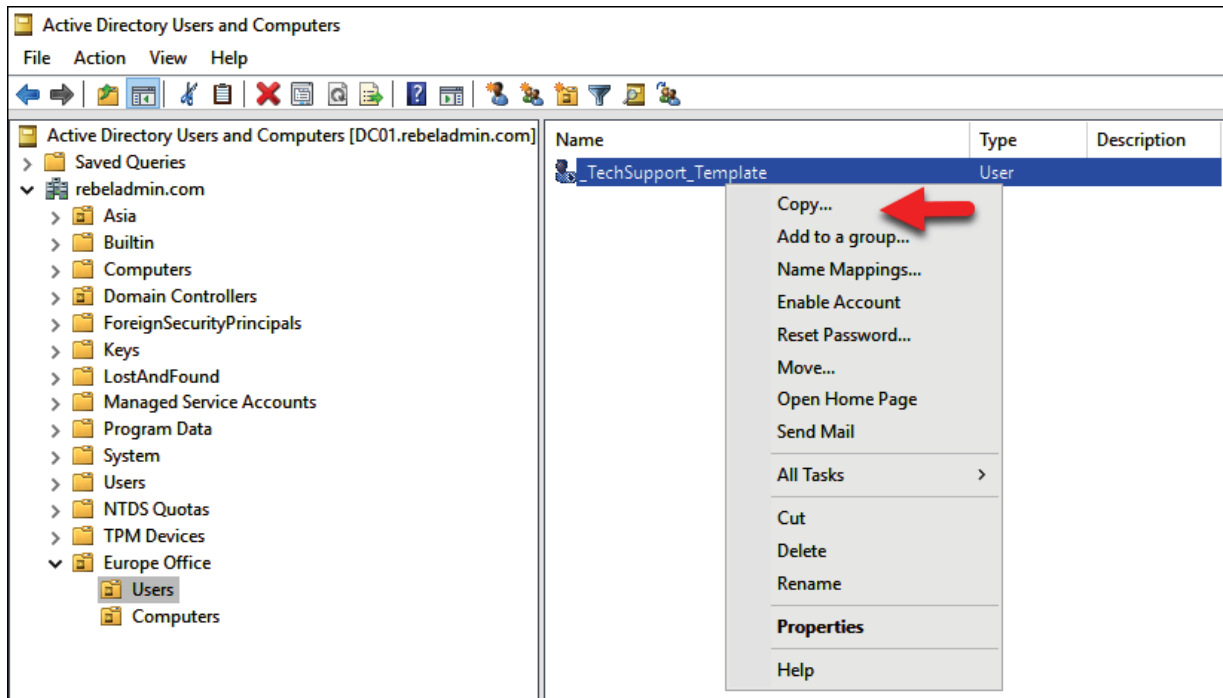 Active Directory Users and Computers
File Action View Help
Active Directory Users and Computers [DC01.rebeladmin.com]
Saved Queries
rebeladmin.com
Asia
Builtin
Computers
Domain Controllers
ForeignSecurityPrincipals
Keys
LostAndFound
Managed Service Accounts
Program Data
System
Users
NTDS Quotas
TPM Devices
Europe Office
Users
Computers
Name Type Description
_TechSupport_Template User
Copy...
Add to a group...
Name Mappings...
Enable Account
Reset Password...
Move...
Open Home Page
Send Mail
All Tasks
Cut
Delete
Rename
Properties
Help